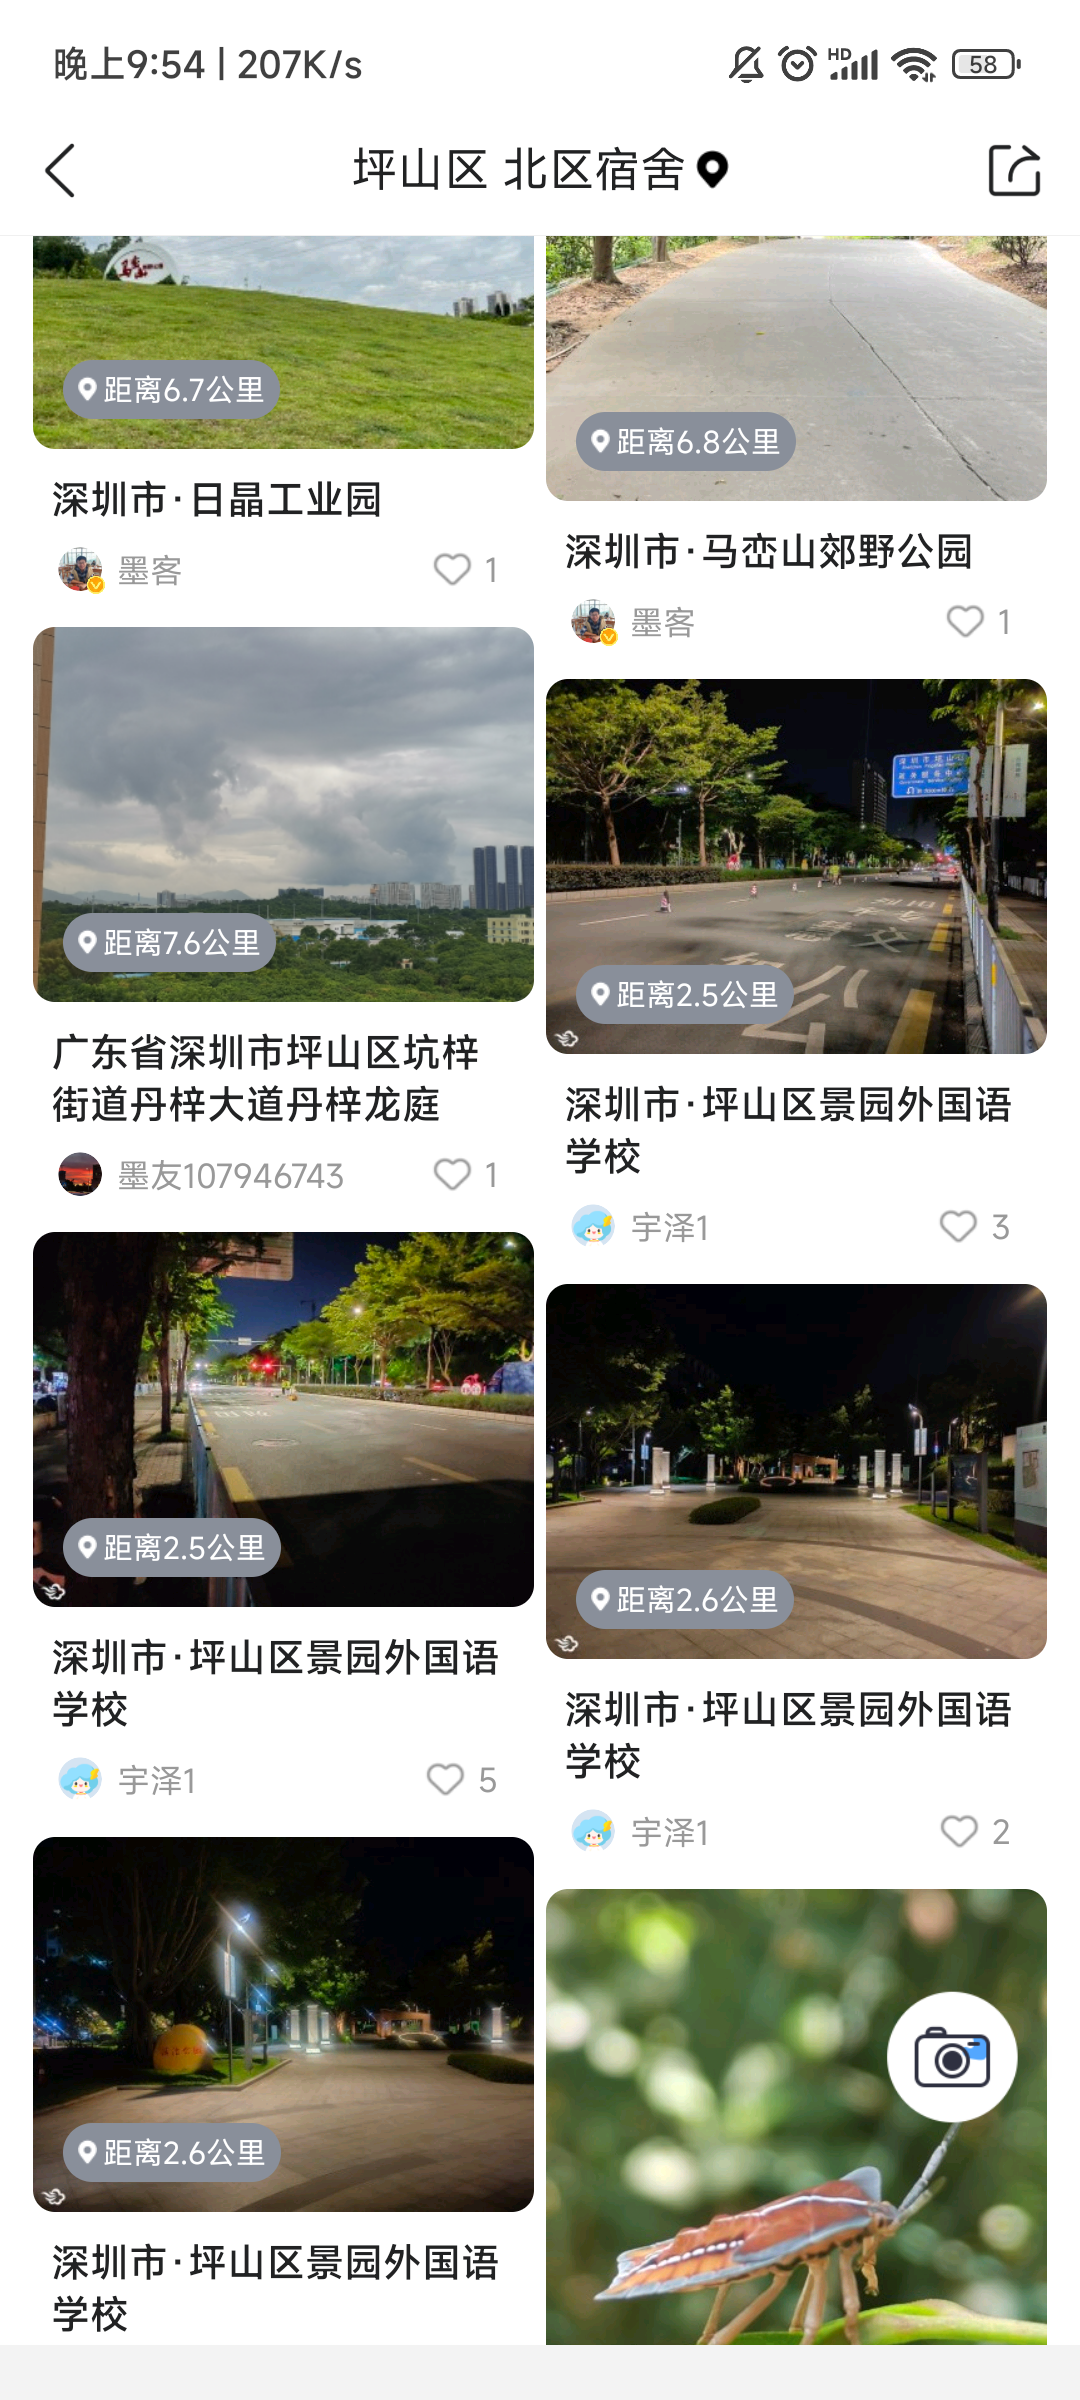 晚上9:54 | 207K/s
HD
58
坪山区 北区宿舍
距离6.7公里
深圳市·日晶工业园
墨客
1
距离6.8公里
深圳市·马峦山郊野公园
墨客
1
距离7.6公里
广东省深圳市坪山区坑梓
街道丹梓大道丹梓龙庭
墨友107946743
1
深圳市坪山区
距离2.5公里
深圳市·坪山区景园外国语
学校
宇泽1
3
距离2.5公里
深圳市·坪山区景园外国语
学校
宇泽1
5
距离2.6公里
深圳市·坪山区景园外国语
学校
宇泽1
2
距离2.6公里
深圳市·坪山区景园外国语
学校